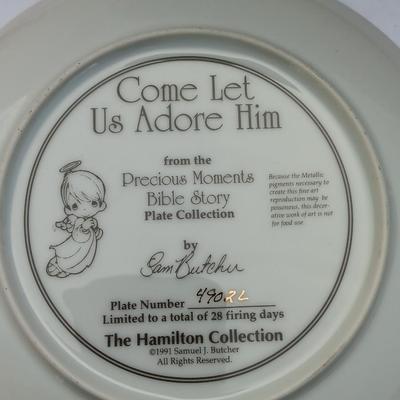 Come Let
Us Adore Him
from the
Precious Moments
Bible Story
Plate Collection
Because the Metallic
pigments necessary to
create this fine art
reproduction may be
poisonous, this decor-
ative work of art is not
for food use.
by
Sam Butcher
Plate Number 4902L
Limited to a total of 28 firing days
The Hamilton Collection
©1991 Samuel J. Butcher
All Rights Reserved.